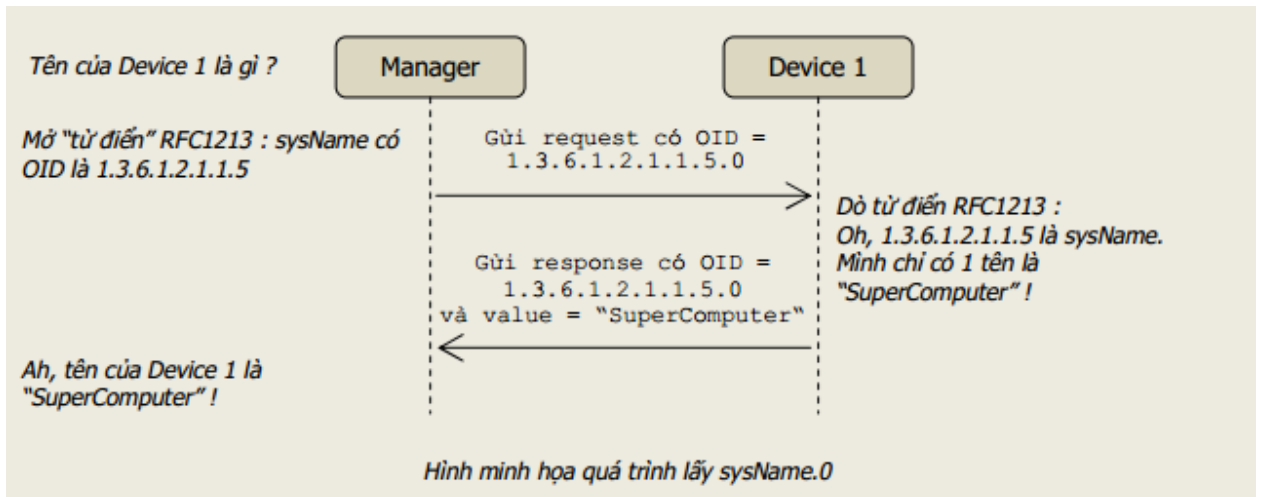 Tên của Device 1 là gì ?
Manager
Device 1
Mở "từ điển" RFC1213 : sysName có
OID là 1.3.6.1.2.1.1.5
Gửi request có OID =
1.3.6.1.2.1.1.5.0
Dò từ điển RFC1213 :
Oh, 1.3.6.1.2.1.1.5 là sysName.
Mình chỉ có 1 tên là
"SuperComputer" !
Gửi response có OID =
1.3.6.1.2.1.1.5.0
và value = "SuperComputer"
Ah, tên của Device 1 là
"SuperComputer" !
Hình minh họa quá trình lấy sysName.0